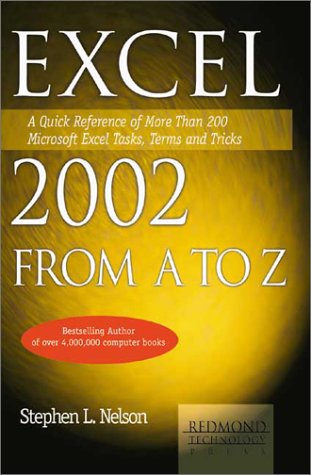 EXCEL
A Quick Reference of More Than 200
Microsoft Excel Tasks, Terms and Tricks
2002
FROM A TO Z
Bestselling Author
of over 4,000,000 computer books
Stephen L. Nelson
REDMOND
TECHNOLOGY
PRESS